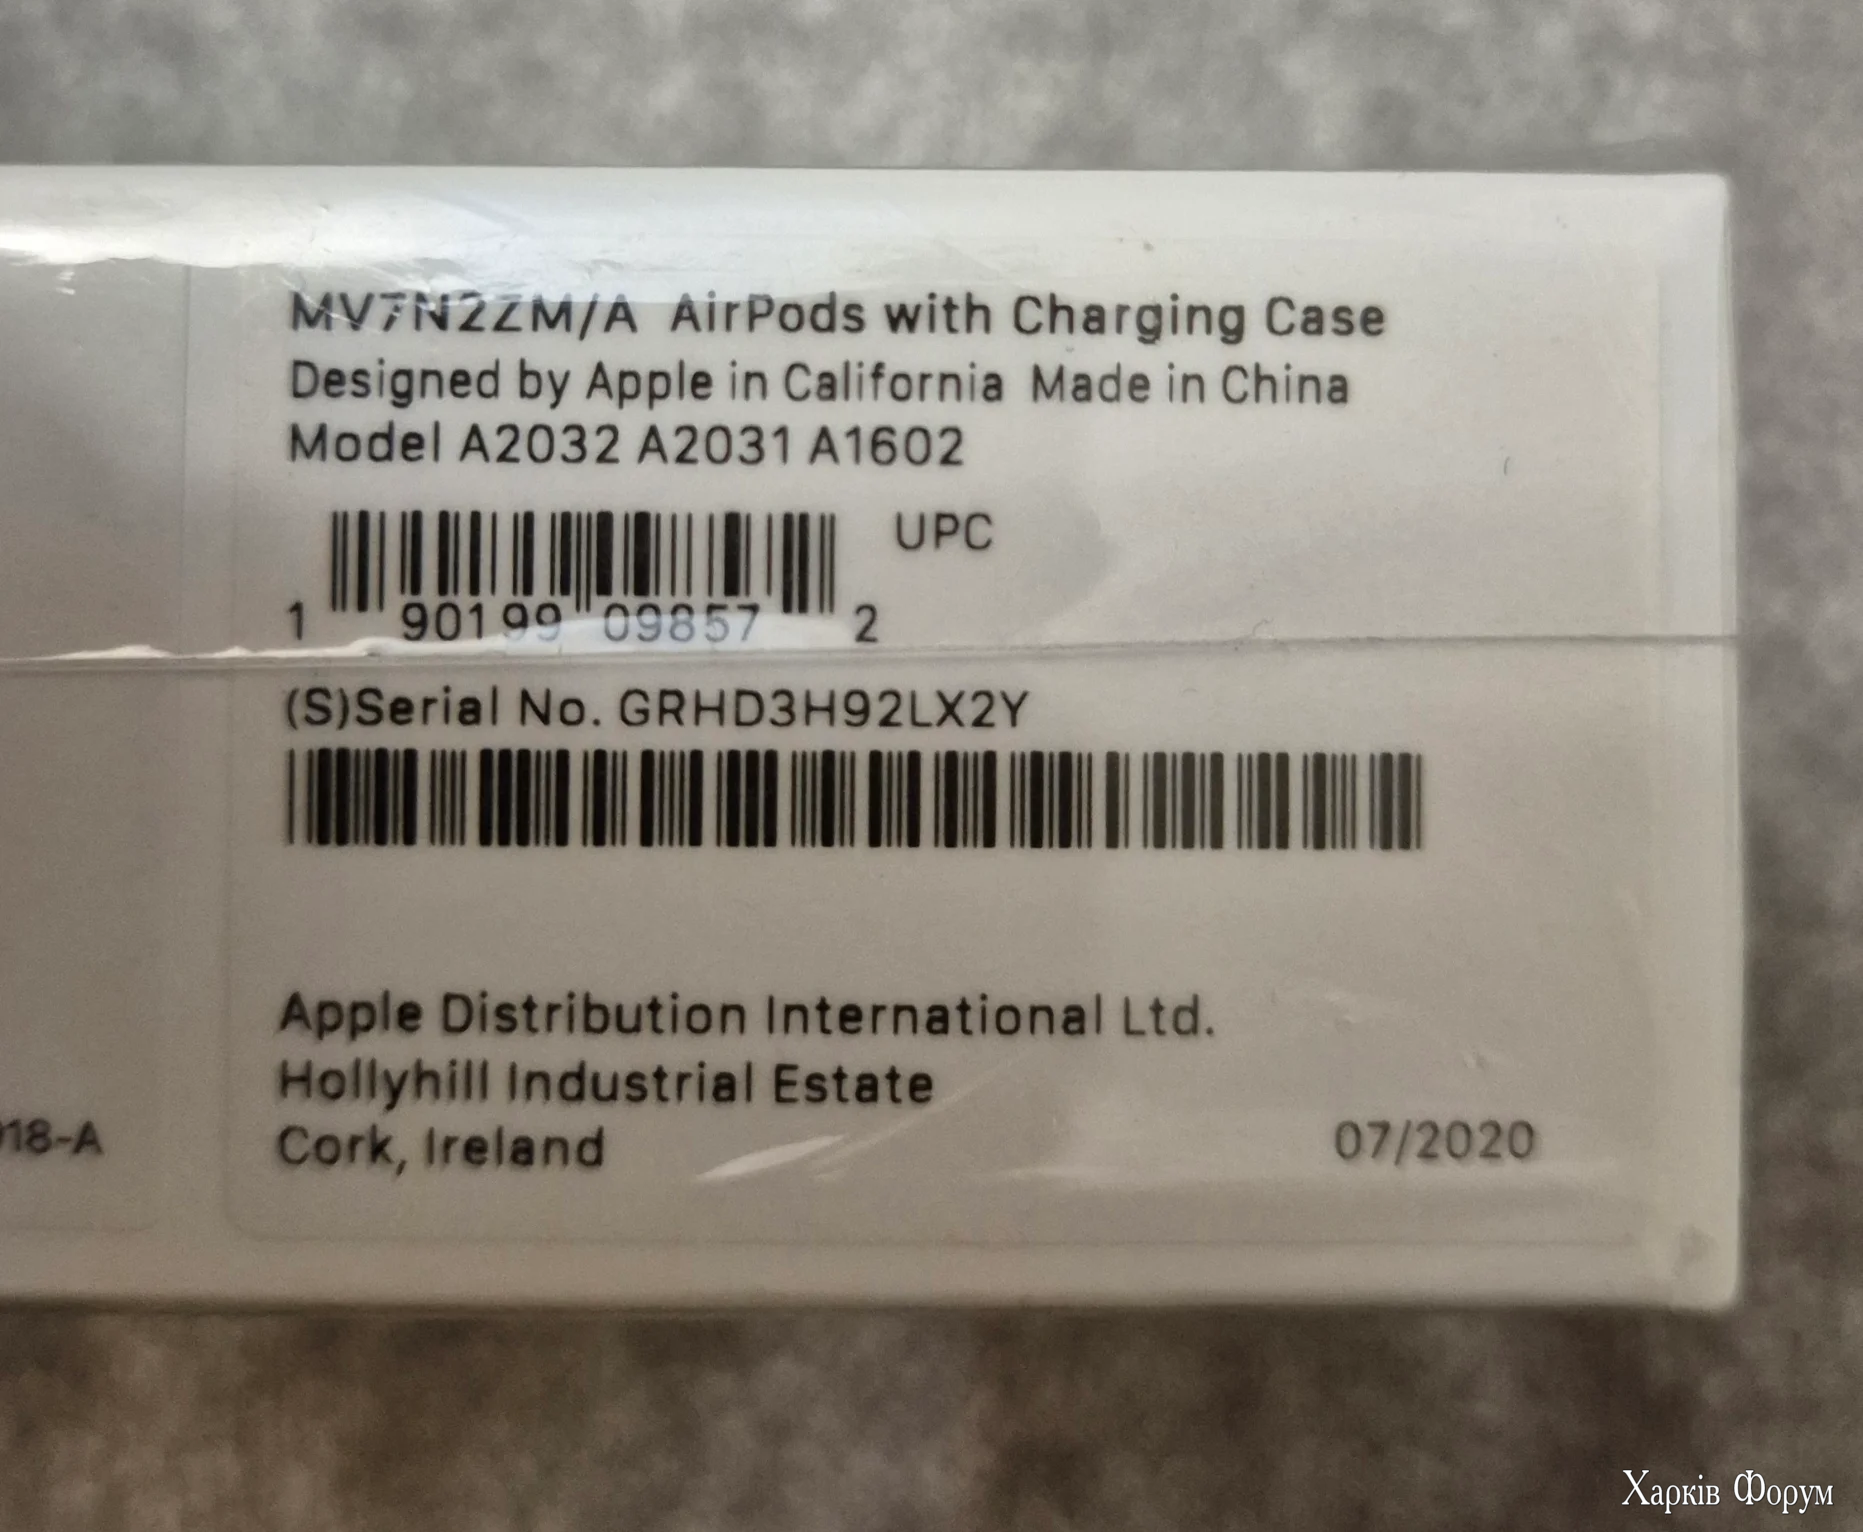 MV7N2ZM/A AirPods with Charging Case
Designed by Apple in California Made in China
Model A2032 A2031 A1602
UPC
1 90199 09857 2
(S)Serial No. GRHD3H92LX2Y
Apple Distribution International Ltd.
Hollyhill Industrial Estate
Cork, Ireland
07/2020
18-A
Харків Форум